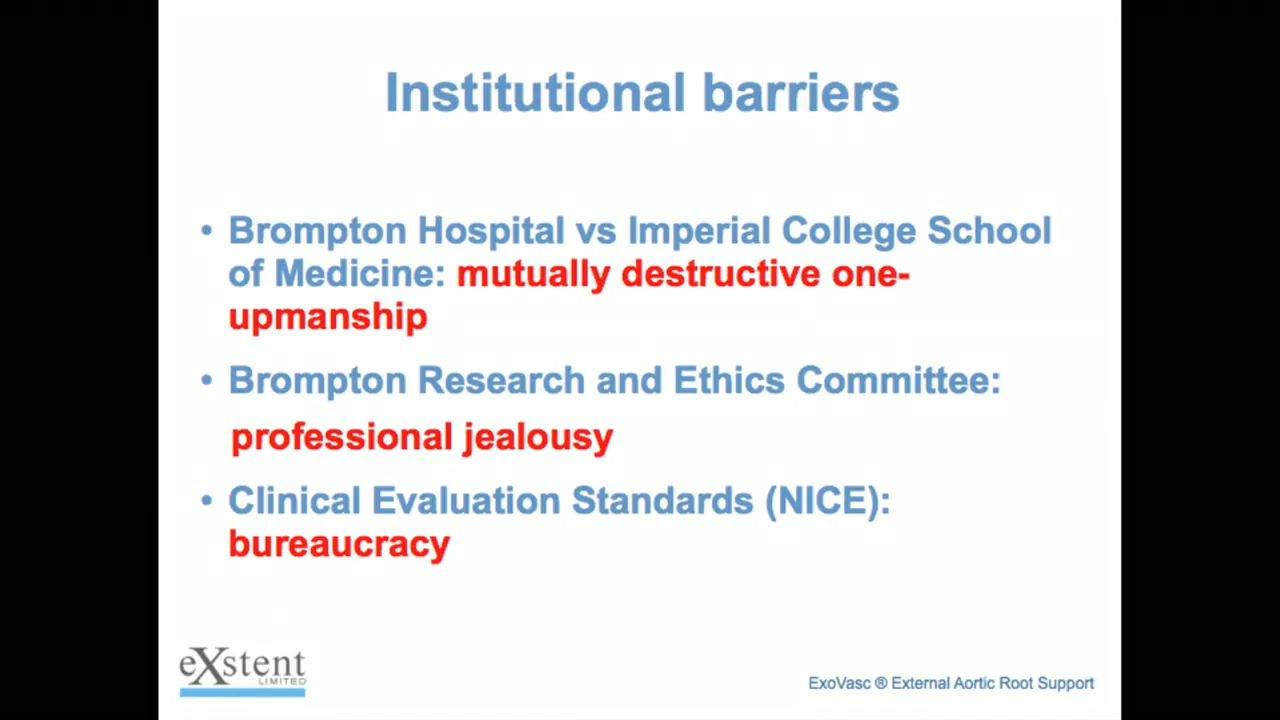 Institutional barriers
• Brompton Hospital vs Imperial College School
of Medicine: mutually destructive one-
upmanship
• Brompton Research and Ethics Committee:
professional jealousy
• Clinical Evaluation Standards (NICE):
bureaucracy
eXstent
LIMITED
ExoVasc ® External Aortic Root Support